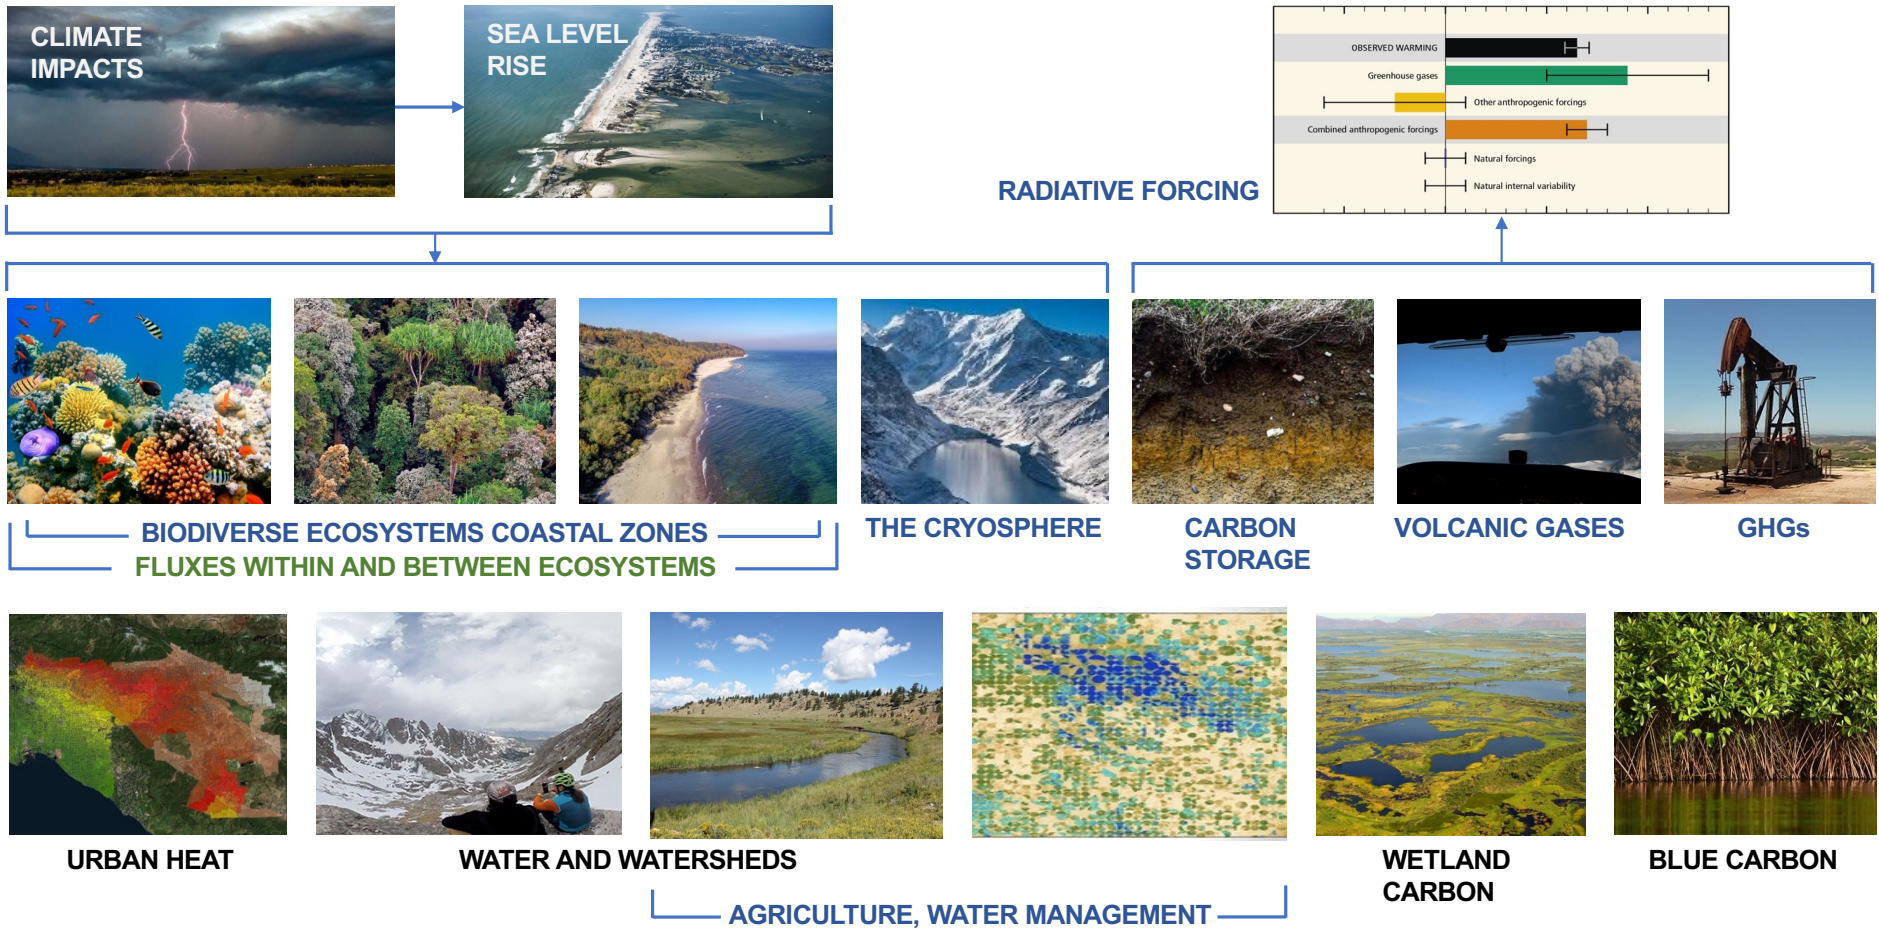 CLIMATE
IMPACTS
SEA LEVEL
RISE
OBSERVED WARMING
Greenhouse gases
Other anthropogenic forcings
Combined anthropogenic forcings
Natural forcings
Natural internal variability
RADIATIVE FORCING
BIODIVERSE ECOSYSTEMS COASTAL ZONES
FLUXES WITHIN AND BETWEEN ECOSYSTEMS
THE CRYOSPHERE
CARBON
STORAGE
VOLCANIC GASES
GHGs
URBAN HEAT
WATER AND WATERSHEDS
WETLAND
CARBON
BLUE CARBON
AGRICULTURE, WATER MANAGEMENT